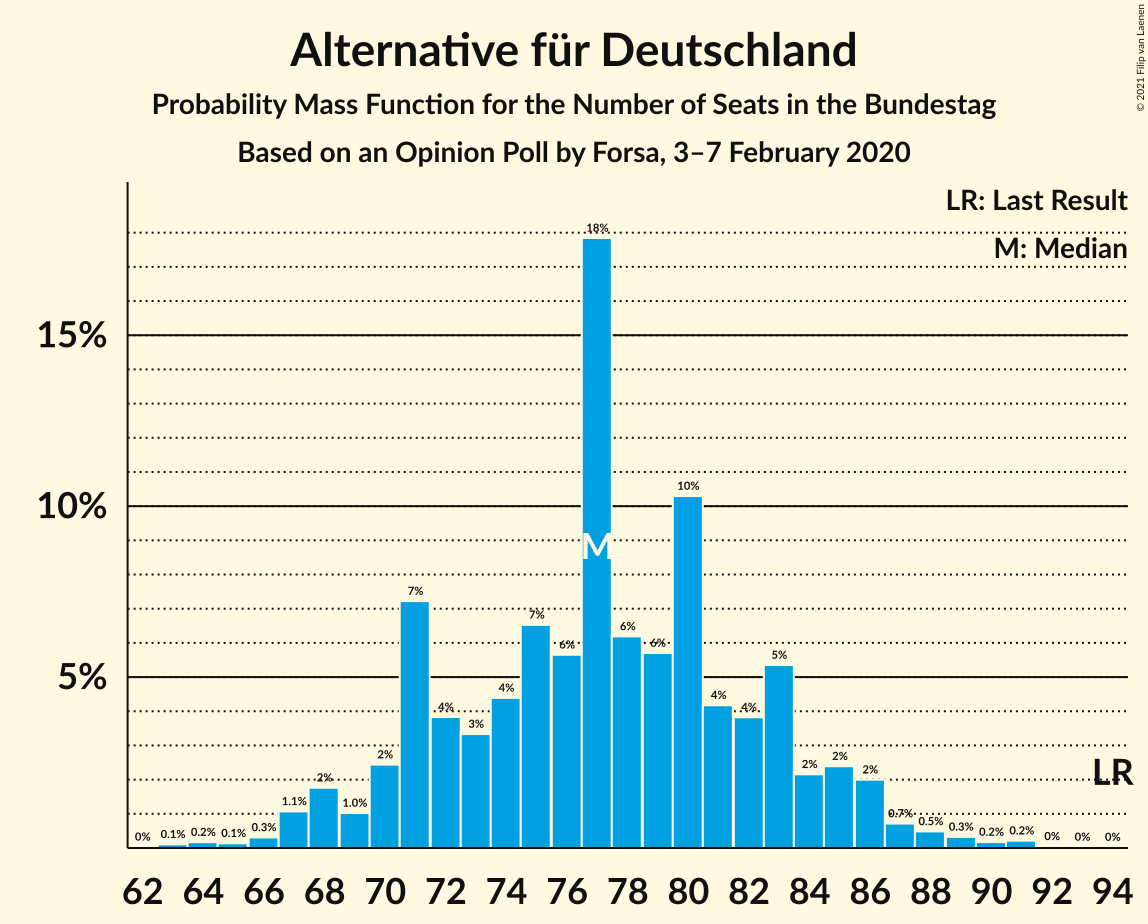 Alternative für Deutschland
Probability Mass Function for the Number of Seats in the Bundestag
Based on an Opinion Poll by Forsa, 3–7 February 2020
© 2021 Filip van Laenen
LR: Last Result
M: Median
15%
10%
5%
0% 0.1% 0.2% 0.1% 0.3% 1.1% 2% 1.0% 2% 7% 4% 3% 4% 7% 6% 18% 6% 6% 10% 4% 4% 5% 2% 2% 2% 0.7% 0.5% 0.3% 0.2% 0.2% 0% 0% 0%
M
LR
62 64 66 68 70 72 74 76 78 80 82 84 86 88 90 92 94